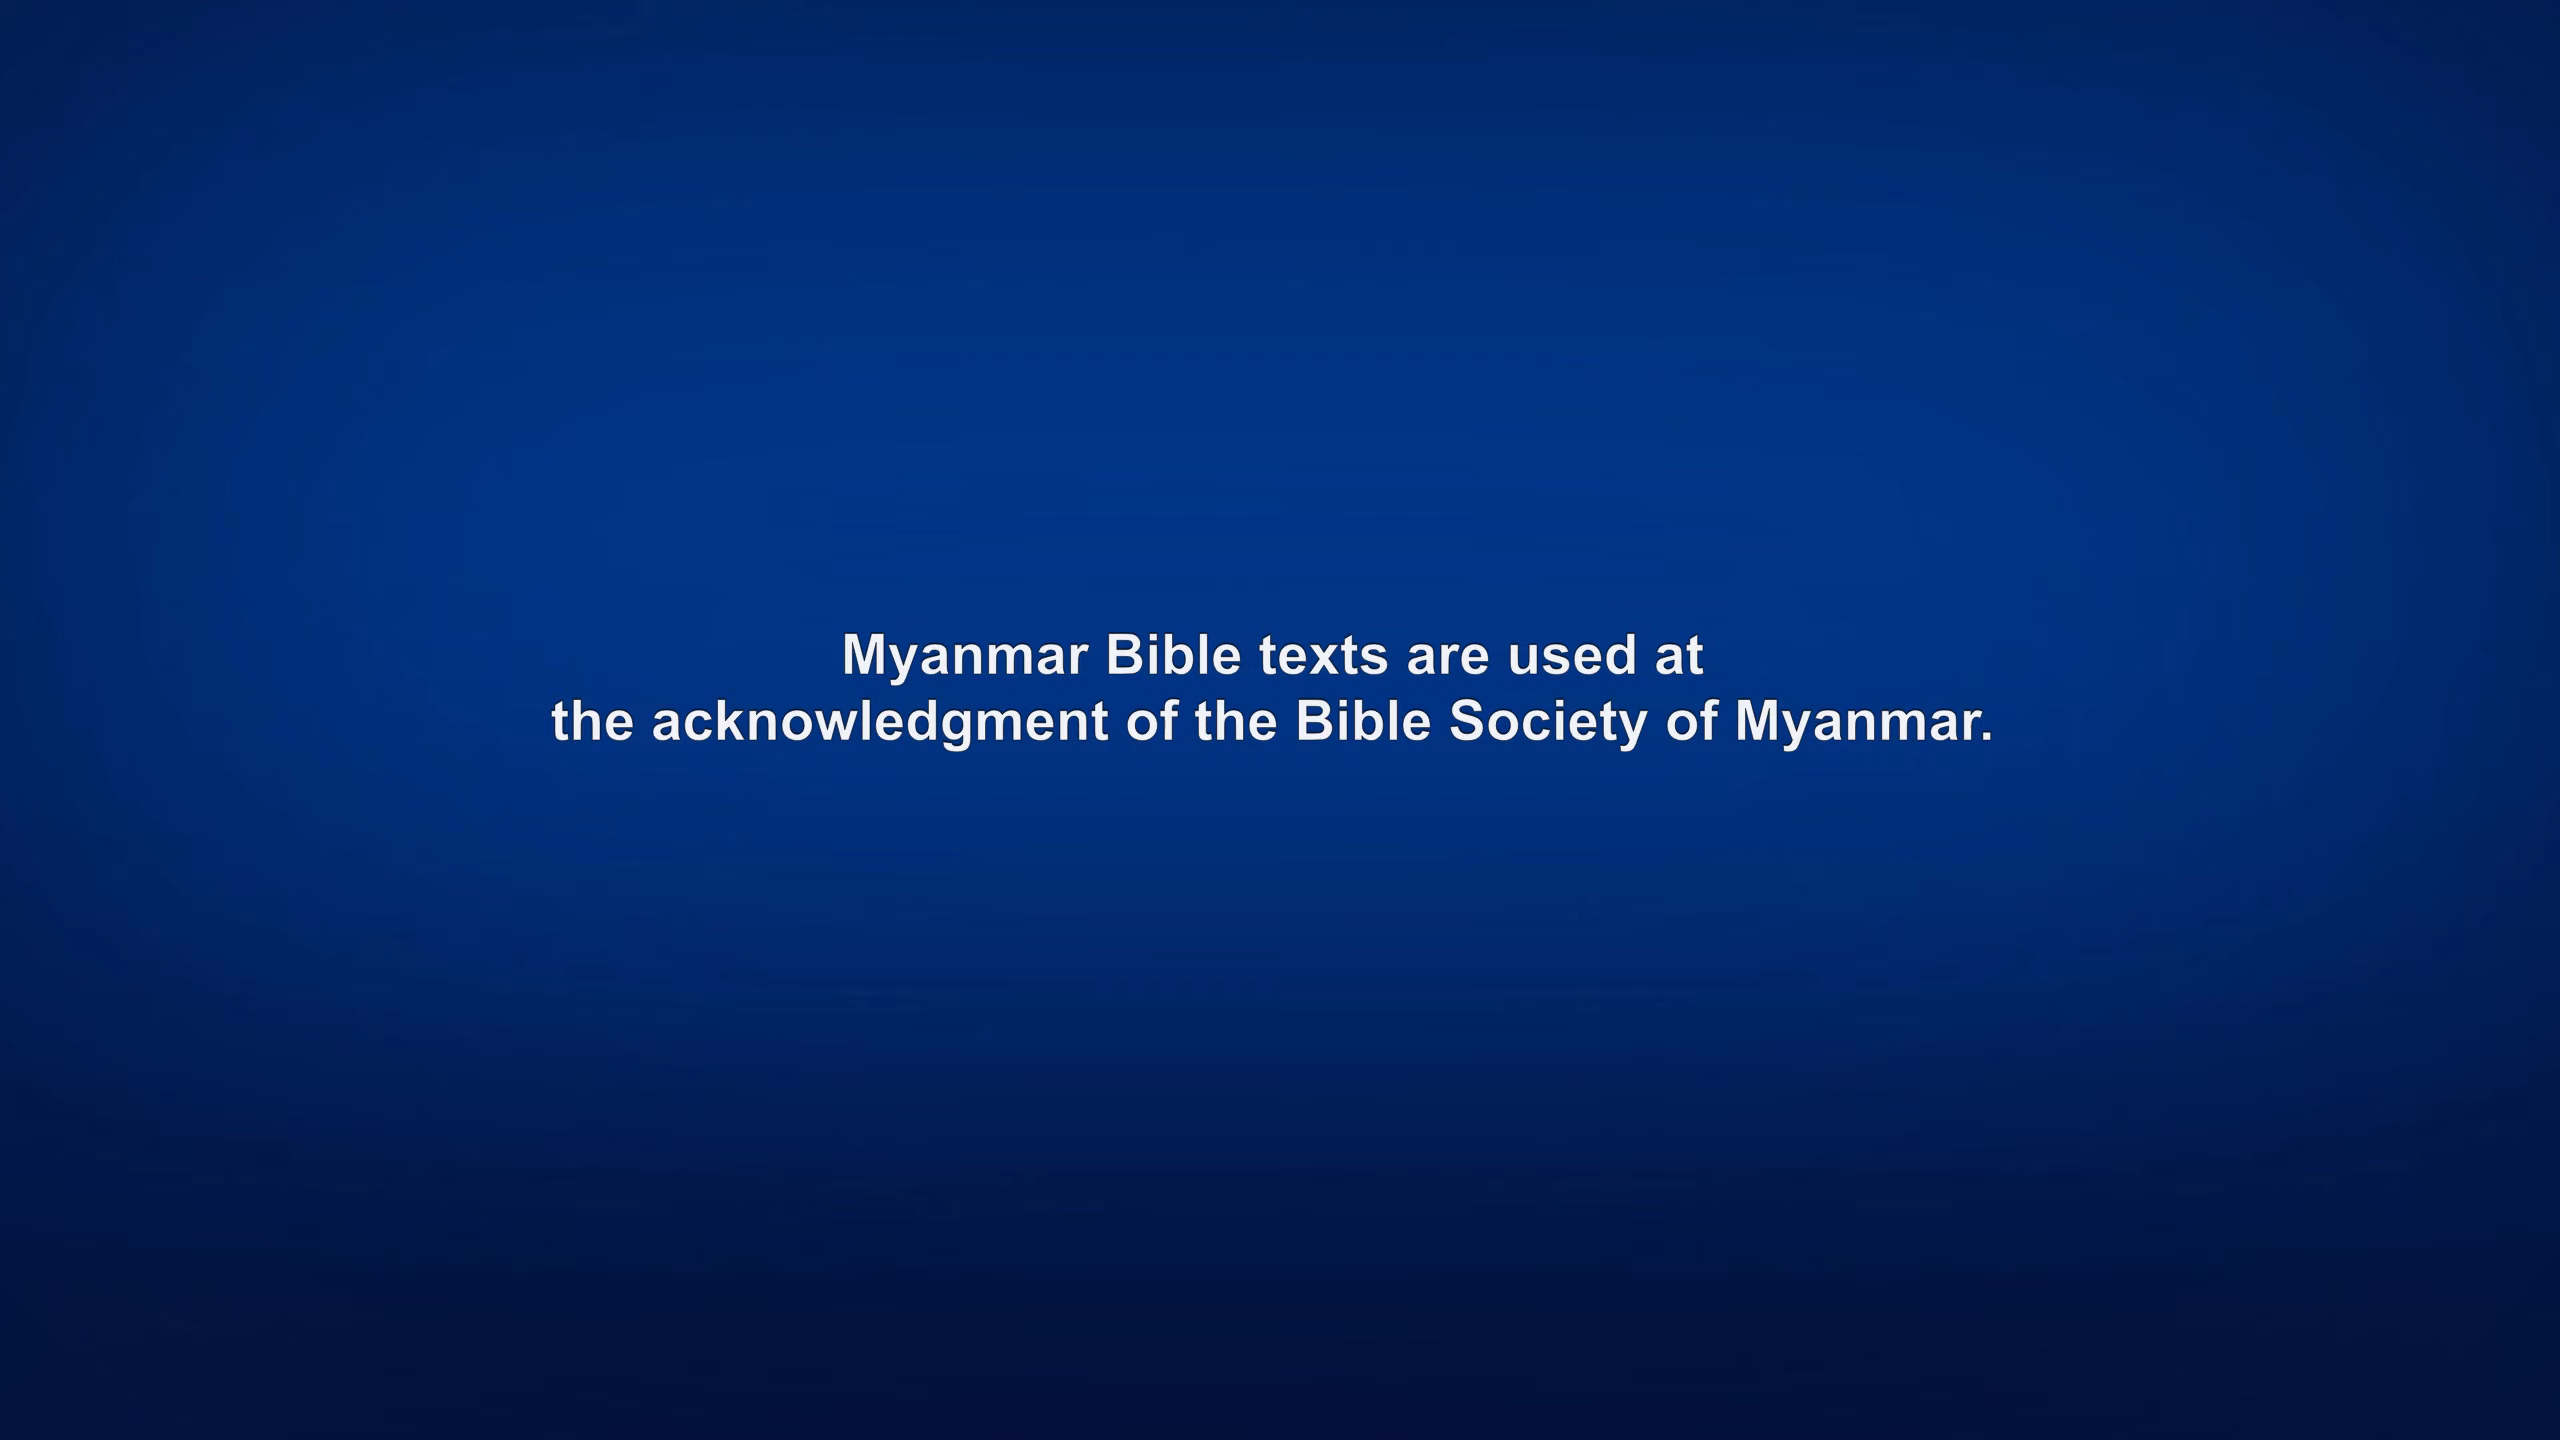 Myanmar Bible texts are used at
the acknowledgment of the Bible Society of Myanmar.